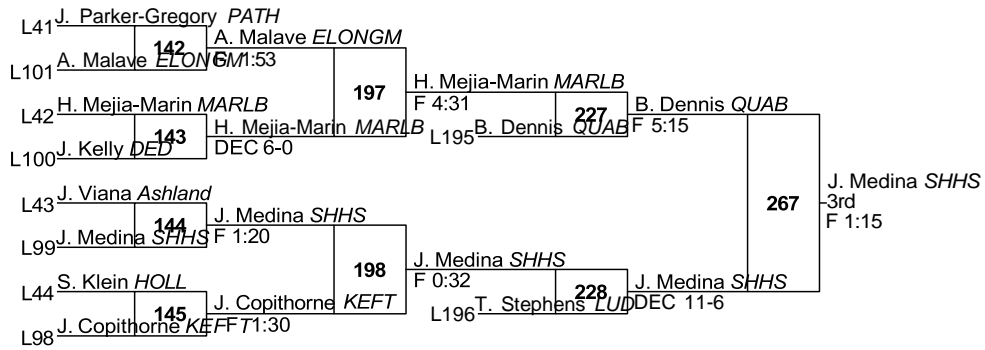 L41 J. Parker-Gregory PATH
142
A. Malave ELONGM
F 1:53
L101 A. Malave ELONGM
197
H. Mejia-Marin MARLB
F 4:31
L42 H. Mejia-Marin MARLB
143
H. Mejia-Marin MARLB
DEC 6-0
L100 J. Kelly DED
227
L195 B. Dennis QUAB
B. Dennis QUAB
F 5:15
L43 J. Viana Ashland
144
J. Medina SHHS
F 1:20
L99 J. Medina SHHS
198
J. Medina SHHS
F 0:32
L44 S. Klein HOLL
145
J. Copithorne KEFT
F 1:30
L98 J. Copithorne KEFT
228
L196 T. Stephens LUD
J. Medina SHHS
DEC 11-6
267
J. Medina SHHS
3rd
F 1:15